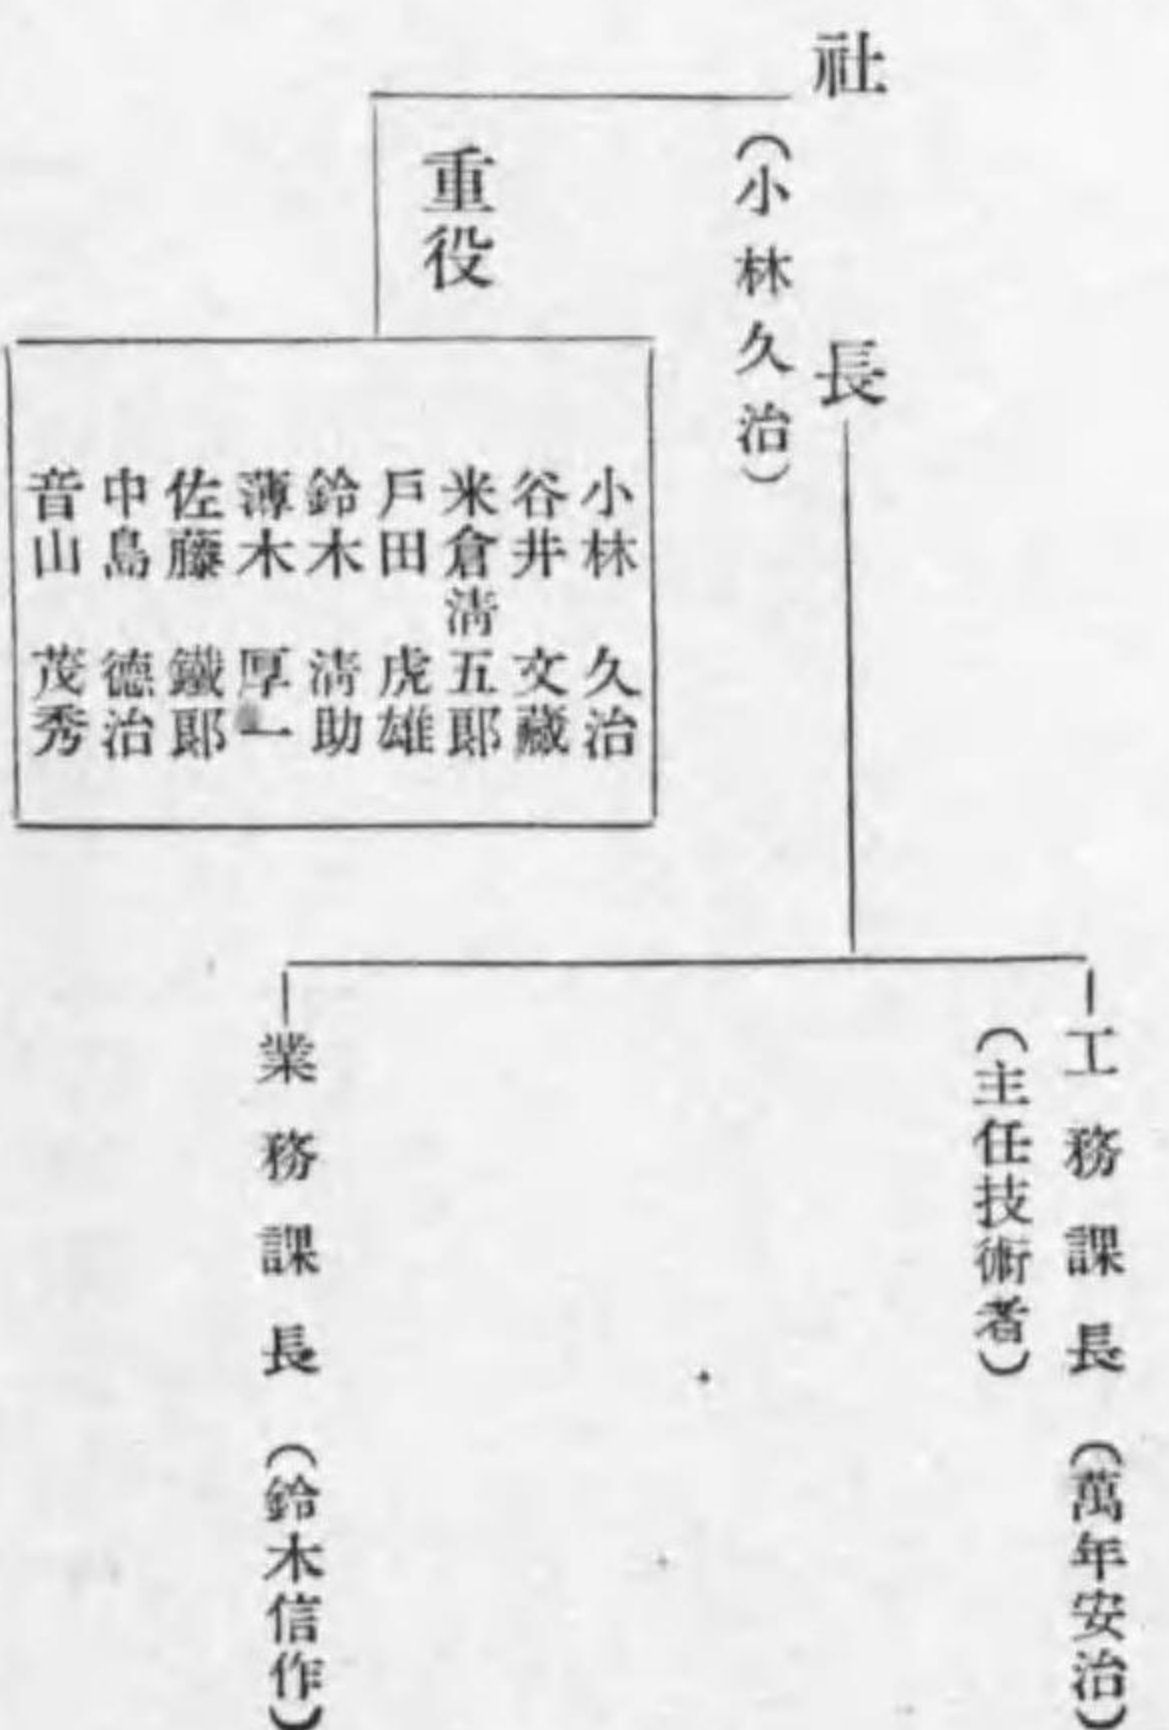 社長
(小林久治)
重役
小林 久治
谷井 文藏
米倉清五郎
戸田 虎雄
鈴木 清助
薄木 厚一
佐藤 鐵郎
中島 德治
音山 茂秀
工務課長 (萬年安治)
(主任技術者)
業務課長 (鈴木信作)